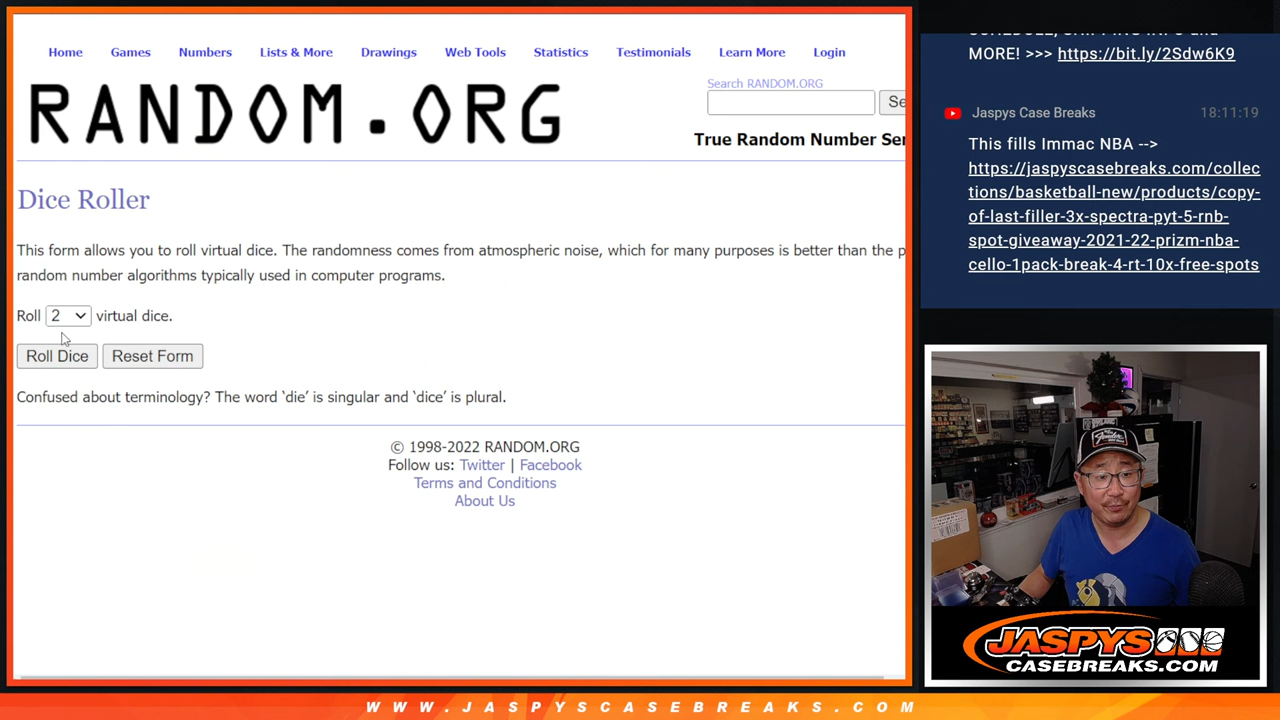 Home Games Numbers Lists & More Drawings Web Tools Statistics Testimonials Learn More Login
Search RANDOM.ORG
RANDOM.ORG
Se
True Random Number Ser
Dice Roller
This form allows you to roll virtual dice. The randomness comes from atmospheric noise, which for many purposes is better than the p
random number algorithms typically used in computer programs.
Roll 2 virtual dice.
Roll Dice Reset Form
Confused about terminology? The word ‘die’ is singular and ‘dice’ is plural.
© 1998-2022 RANDOM.ORG
Follow us: Twitter | Facebook
Terms and Conditions
About Us
MORE! >>> https://bit.ly/2Sdw6K9
Jaspys Case Breaks 18:11:19
This fills Immac NBA -->
https://jaspyscasebreaks.com/collec
tions/basketball-new/products/copy-
of-last-filler-3x-spectra-pyt-5-rnb-
spot-giveaway-2021-22-prizm-nba-
cello-1pack-break-4-rt-10x-free-spots
Fender
JASPYS
CASEBREAKS.COM
WWW.JASPYSCASEBREAKS.COM